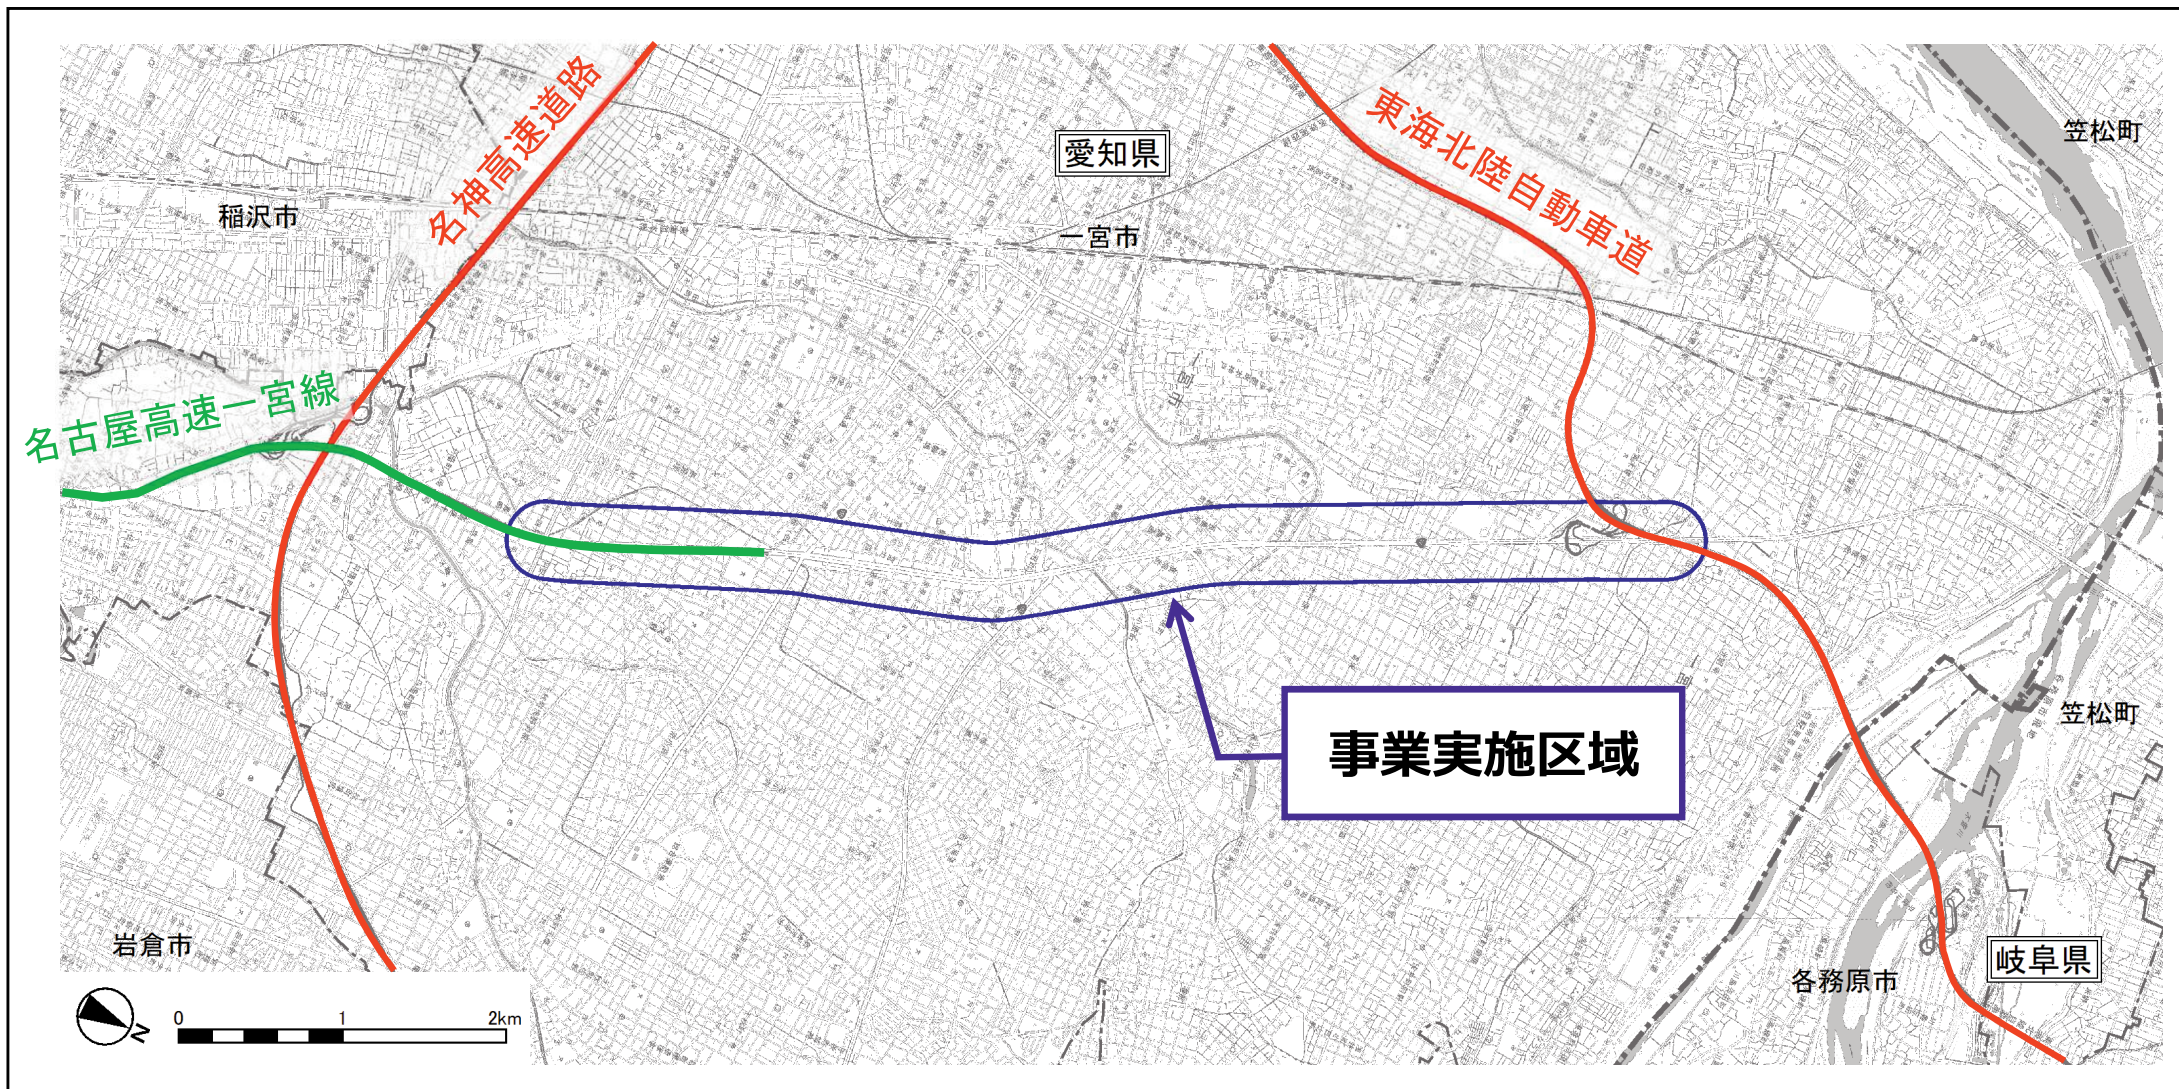 名神高速道路
東海北陸自動車道
笠松町
愛知県
稲沢市
一宮市
名古屋高速一宮線
事業実施区域
笠松町
岩倉市
各務原市
岐阜県
N
0 1 2km